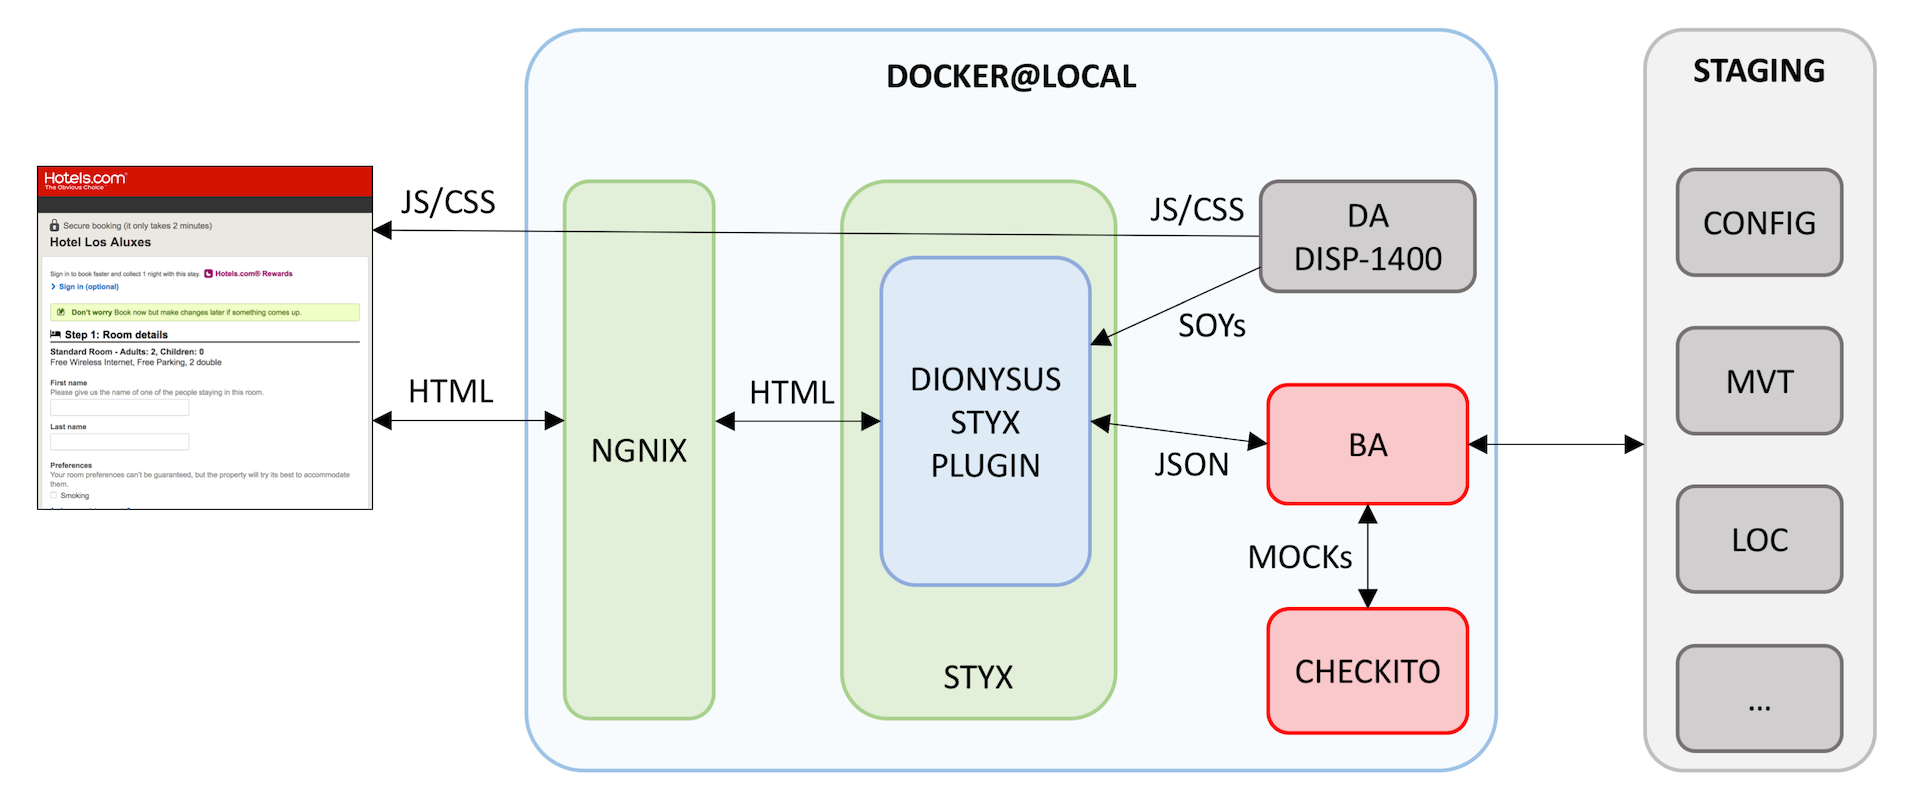 DOCKER@LOCAL
STAGING
Hotels.com®
The Obvious Choice™
Secure booking (it only takes 2 minutes)
Hotel Los Aluxes
Sign in to book faster and collect 1 night with this stay. Hotels.com® Rewards
Sign in (optional)
Don't worry Book now but make changes later if something comes up.
Step 1: Room details
Standard Room - Adults: 2, Children: 0
Free Wireless Internet, Free Parking, 2 double
First name
Please give us the name of one of the people staying in this room.
Last name
Preferences
Your room preferences can't be guaranteed, but the property will try its best to accommodate
them.
Smoking
JS/CSS
HTML
NGNIX
HTML
DIONYSUS
STYX
PLUGIN
STYX
JS/CSS
DA
DISP-1400
SOYs
JSON
BA
MOCKs
CHECKITO
CONFIG
MVT
LOC
...